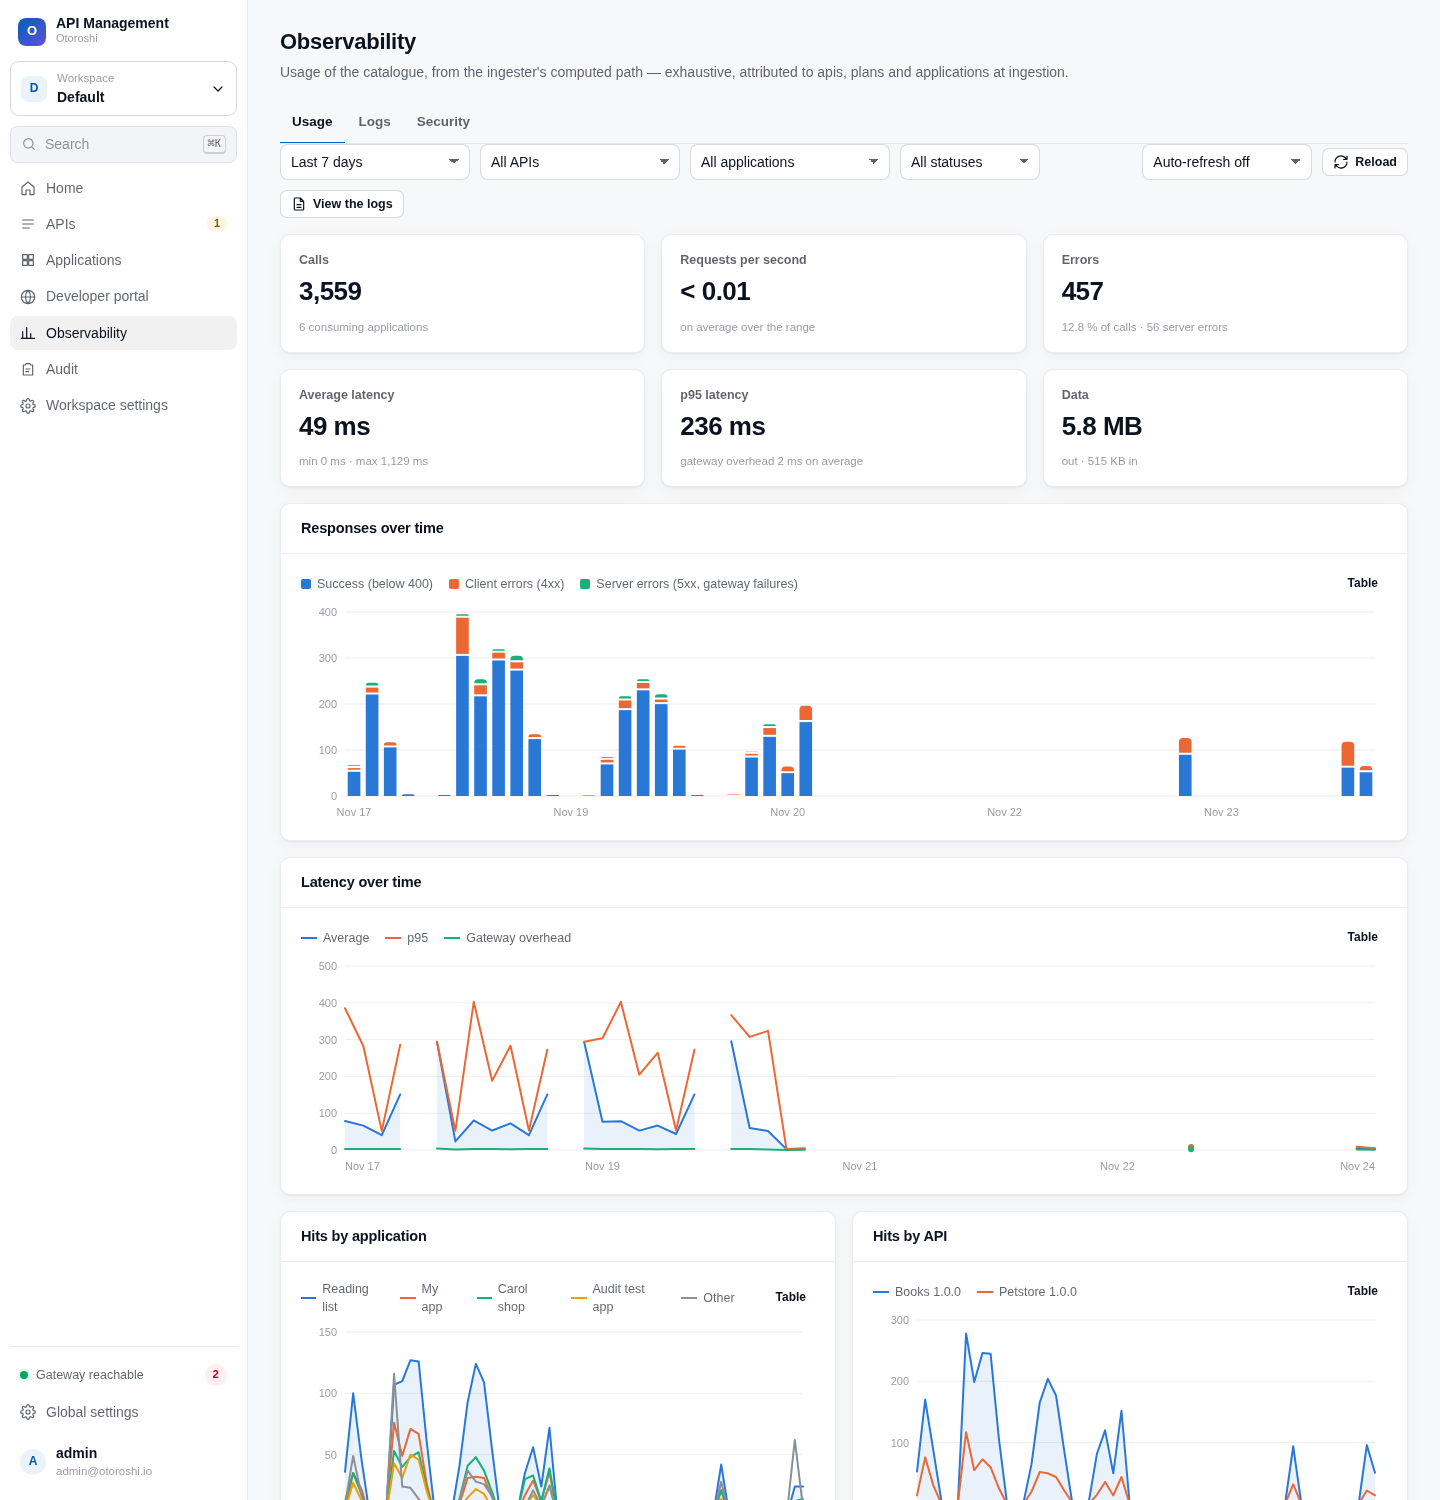 O
API Management
Otoroshi
D
Workspace
Default
Search
⌘K
Home
APIs
1
Applications
Developer portal
Observability
Audit
Workspace settings
Gateway reachable
2
Global settings
A
admin
admin@otoroshi.io
Observability
Usage of the catalogue, from the ingester's computed path — exhaustive, attributed to apis, plans and applications at ingestion.
Usage Logs Security
Last 7 days All APIs All applications All statuses Auto-refresh off Reload
View the logs
Calls
3,559
6 consuming applications
Requests per second
< 0.01
on average over the range
Errors
457
12.8 % of calls · 56 server errors
Average latency
49 ms
min 0 ms · max 1,129 ms
p95 latency
236 ms
gateway overhead 2 ms on average
Data
5.8 MB
out · 515 KB in
Responses over time
Success (below 400) Client errors (4xx) Server errors (5xx, gateway failures) Table
400
300
200
100
0
Nov 17 Nov 19 Nov 20 Nov 22 Nov 23
Latency over time
Average p95 Gateway overhead Table
500
400
300
200
100
0
Nov 17 Nov 19 Nov 21 Nov 22 Nov 24
Hits by application
Reading list
My app
Carol shop
Audit test app
Other
Table
150
100
50
Hits by API
Books 1.0.0 Petstore 1.0.0 Table
300
200
100